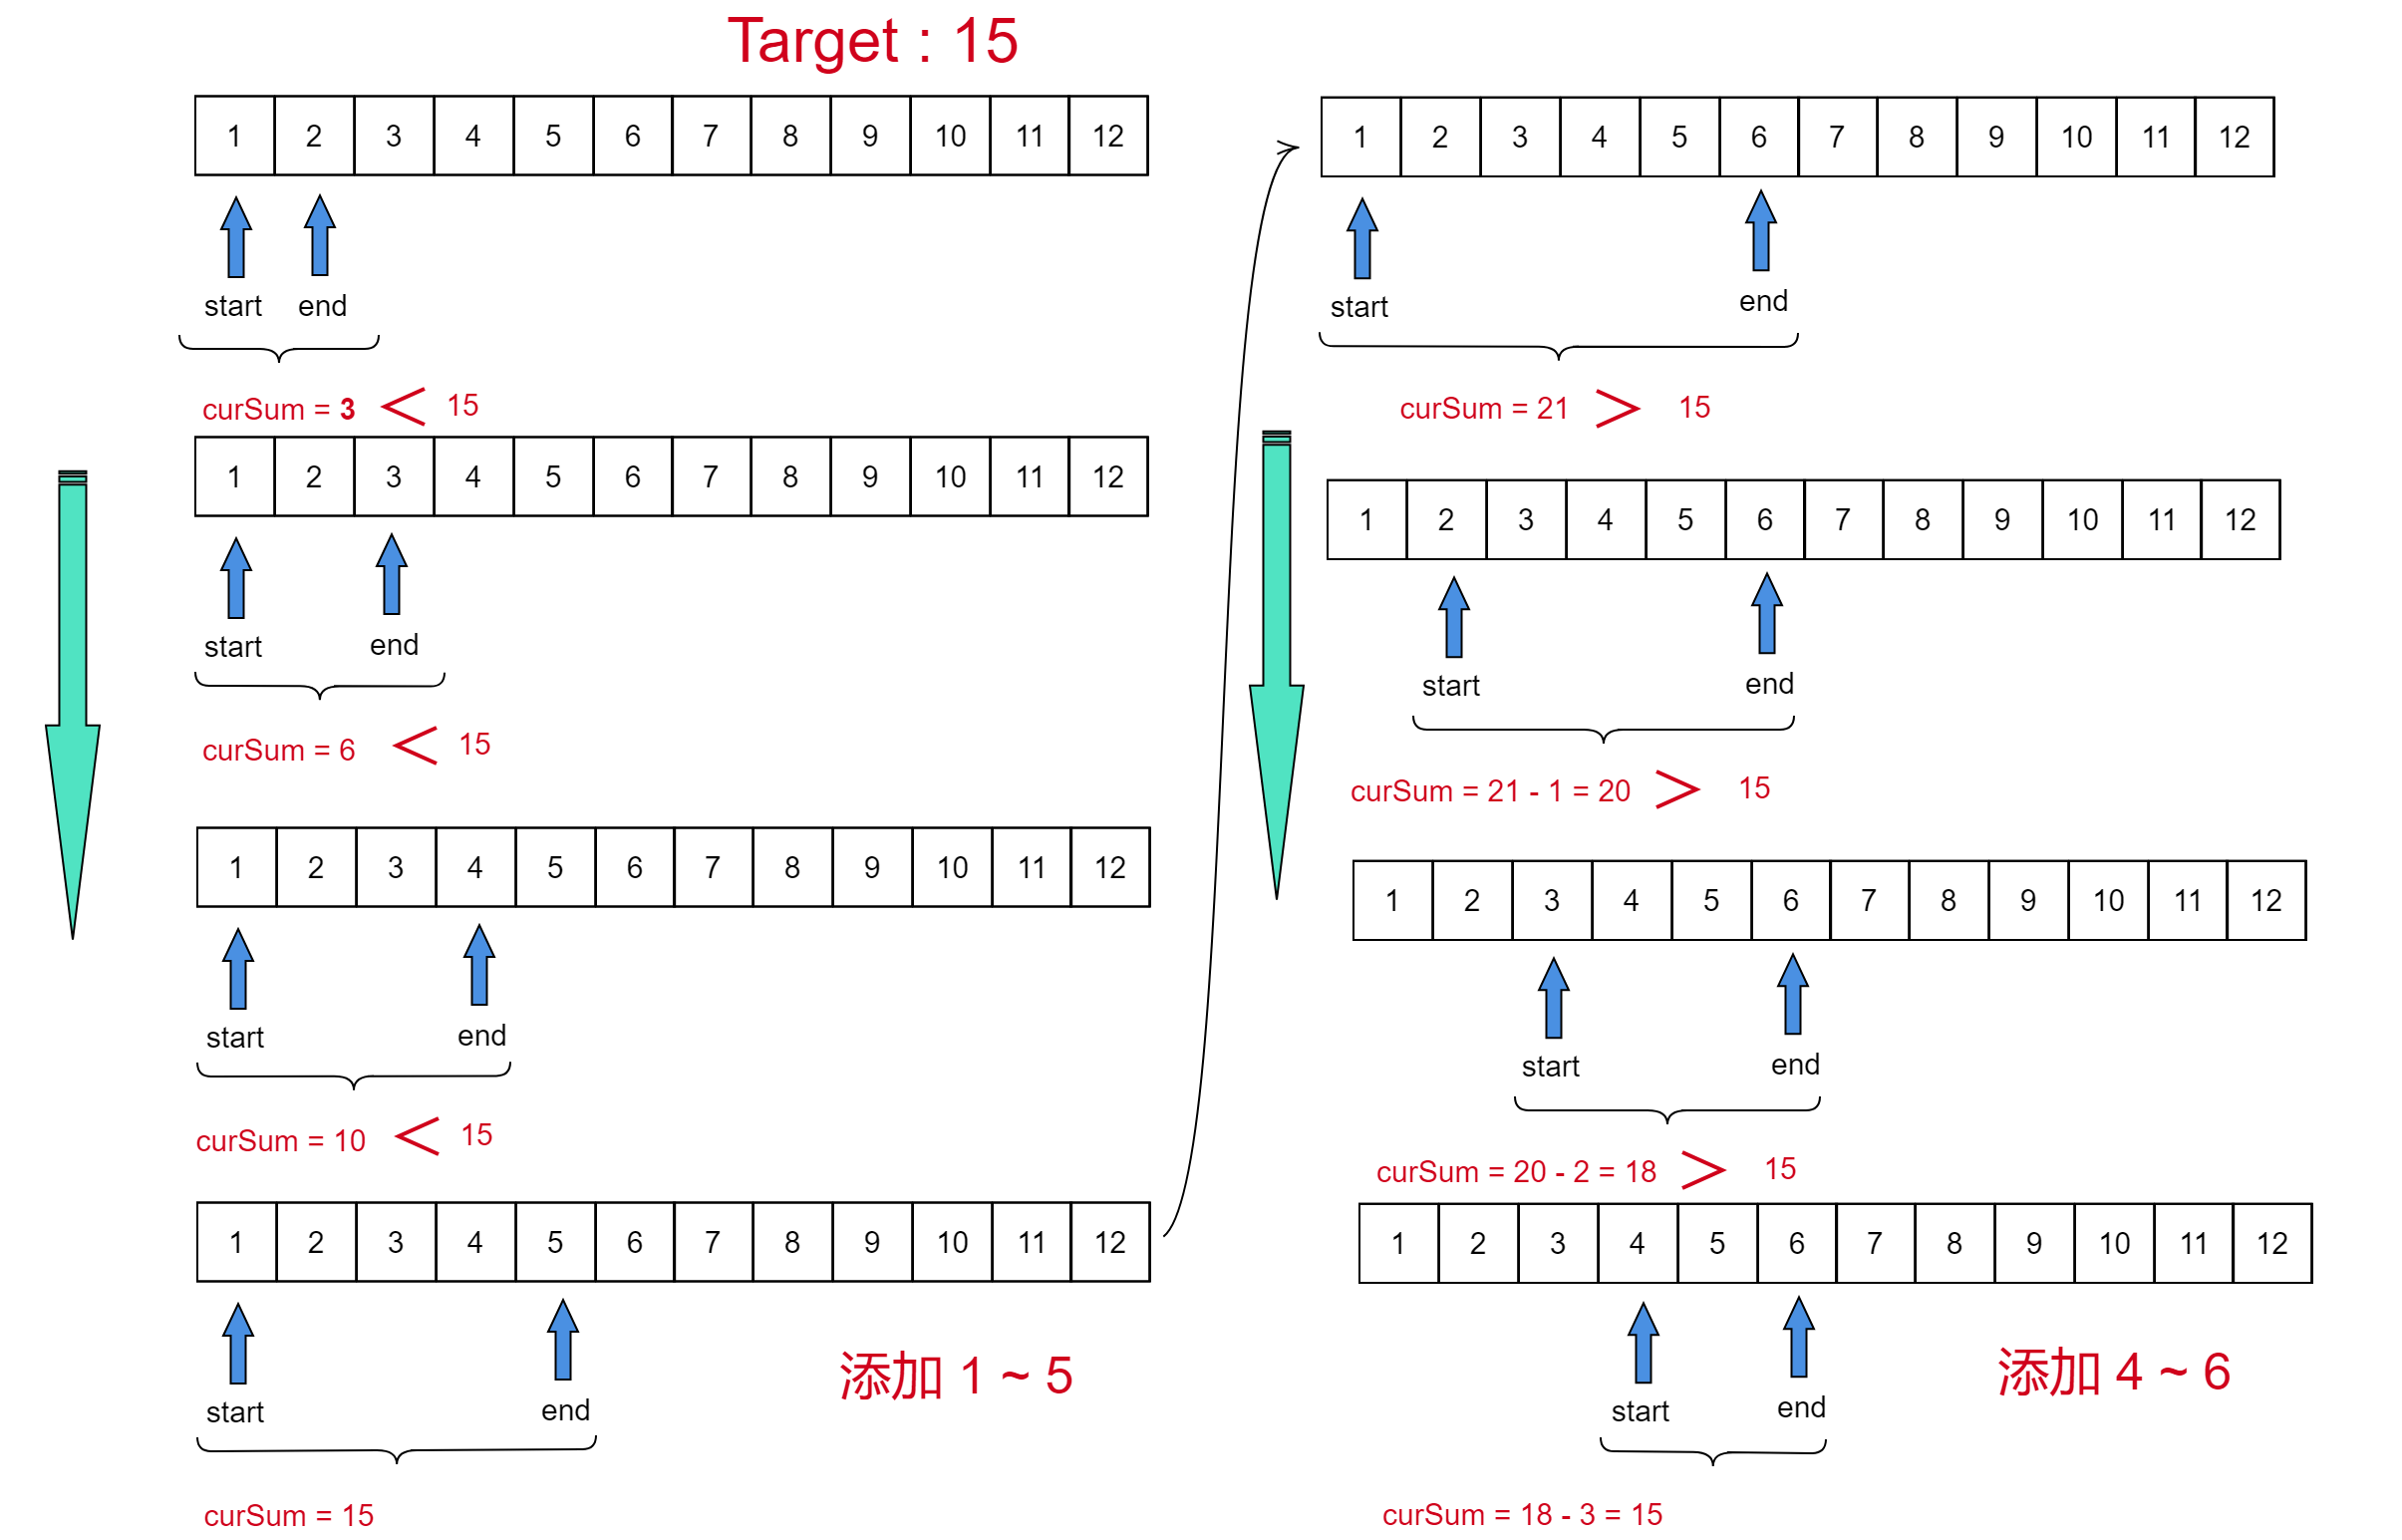 Target : 15
1 2 3 4 5 6 7 8 9 10 11 12
start end
curSum = 3 < 15
1 2 3 4 5 6 7 8 9 10 11 12
start end
curSum = 6 < 15
1 2 3 4 5 6 7 8 9 10 11 12
start end
curSum = 10 < 15
1 2 3 4 5 6 7 8 9 10 11 12
start end
添加 1 ~ 5
curSum = 15
1 2 3 4 5 6 7 8 9 10 11 12
start end
curSum = 21 > 15
1 2 3 4 5 6 7 8 9 10 11 12
start end
curSum = 21 - 1 = 20 > 15
1 2 3 4 5 6 7 8 9 10 11 12
start end
curSum = 20 - 2 = 18 > 15
1 2 3 4 5 6 7 8 9 10 11 12
start end
添加 4 ~ 6
curSum = 18 - 3 = 15